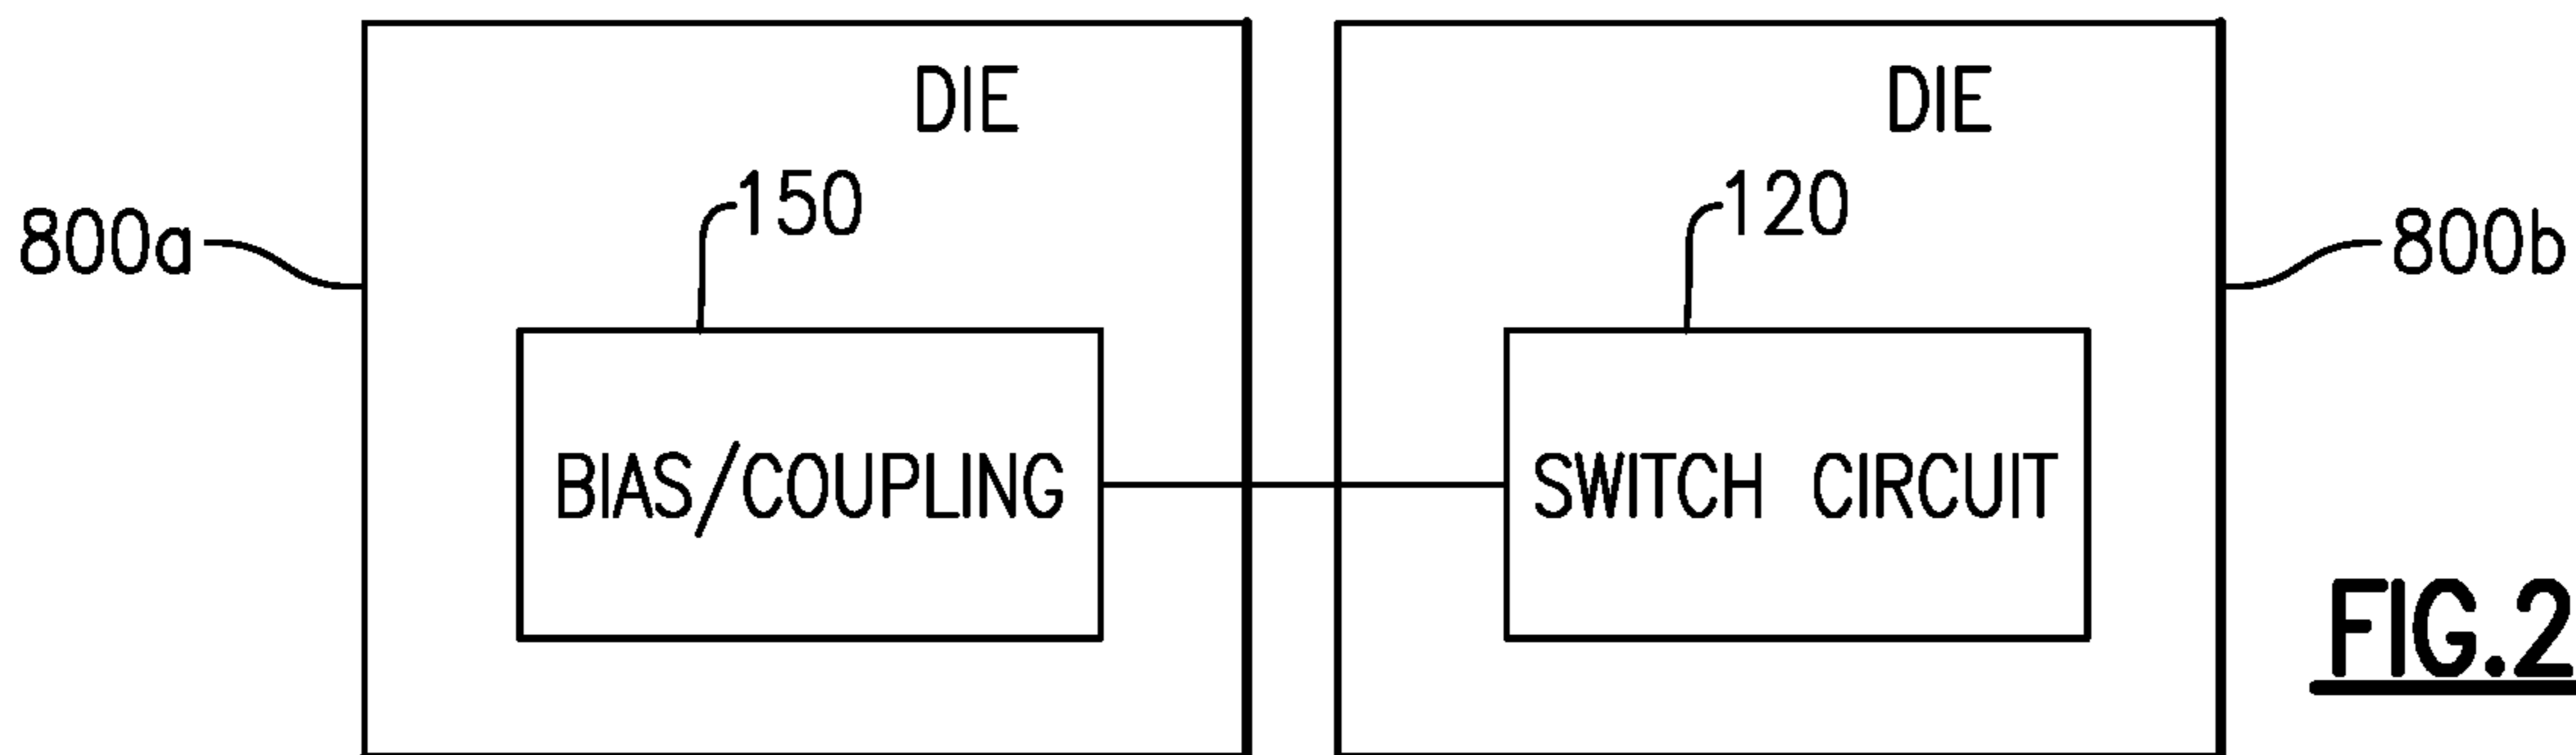 DIE DIE
150 120
800a 800b
BIAS/COUPLING SWITCH CIRCUIT
FIG.2